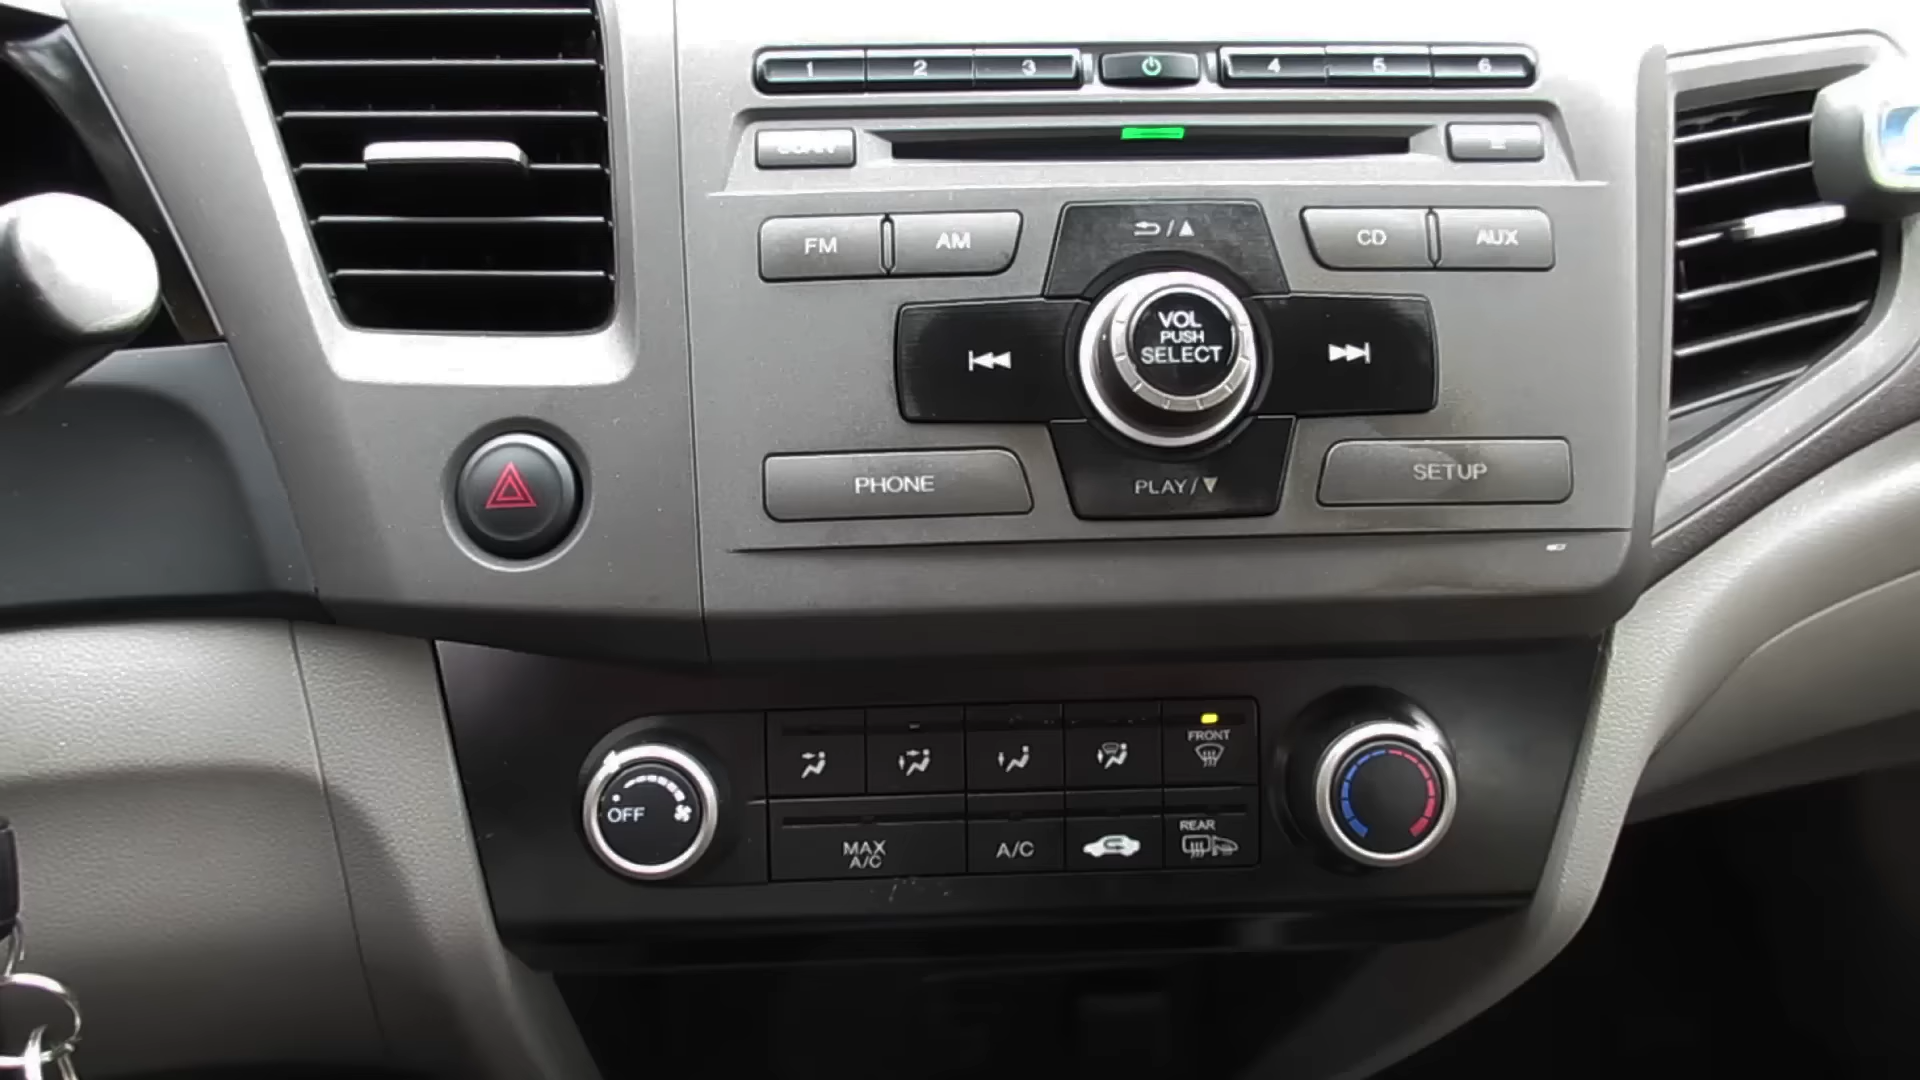 1 2 3 4 5 6
FM AM CD AUX
VOL
PUSH
SELECT
PHONE PLAY/ SETUP
FRONT
OFF
REAR
MAX
A/C
A/C